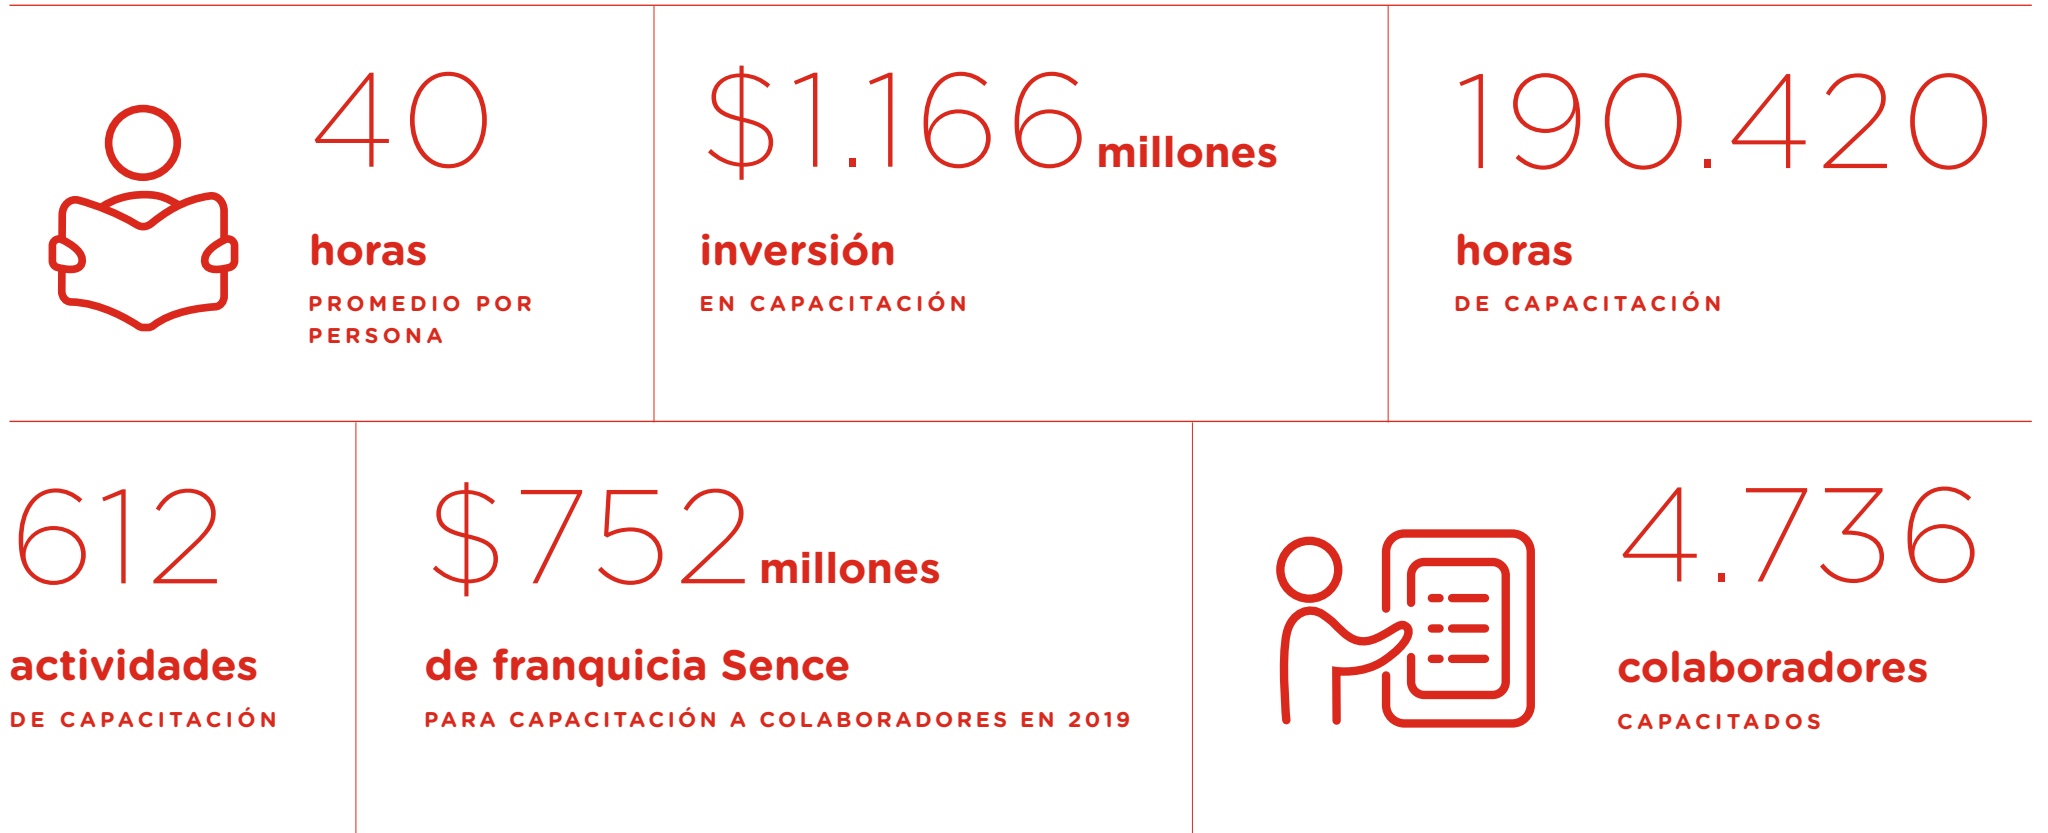 40
horas
PROMEDIO POR
PERSONA
$1.166 millones
inversión
EN CAPACITACIÓN
190.420
horas
DE CAPACITACIÓN
612
actividades
DE CAPACITACIÓN
$752 millones
de franquicia Sence
PARA CAPACITACIÓN A COLABORADORES EN 2019
4.736
colaboradores
CAPACITADOS